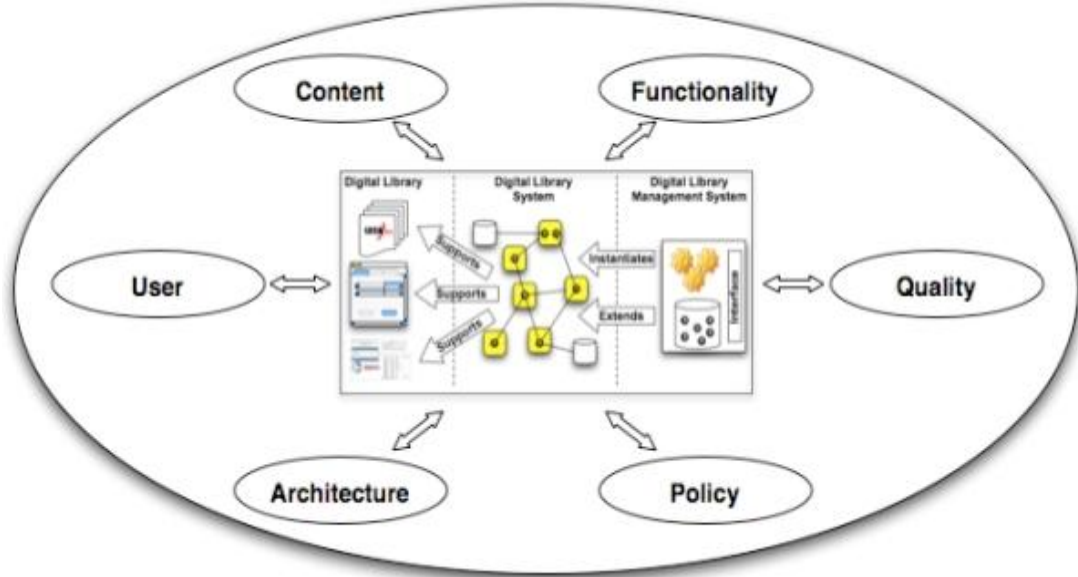 Content
Functionality
Digital Library
Digital Library
System
Digital Library
Management System
Supports
Instantiates
User
Supports
Interface
Quality
Extends
Supports
Architecture
Policy